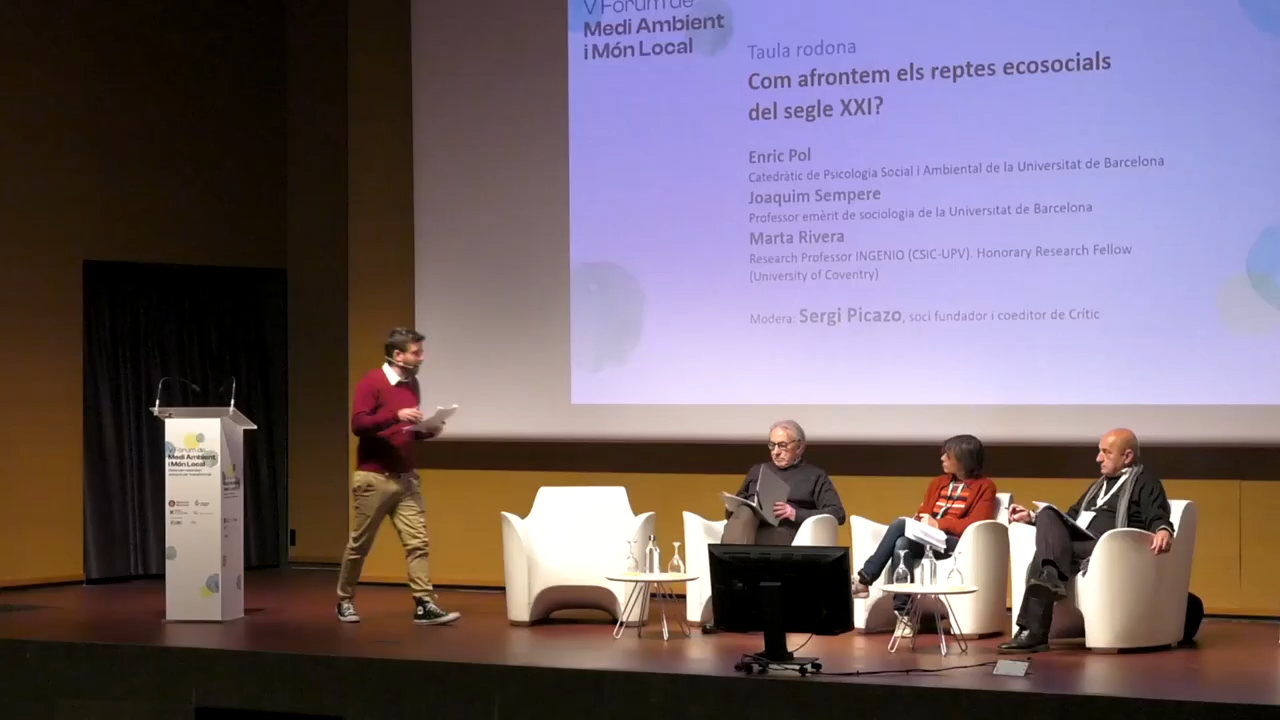 V Fòrum de
Medi Ambient
i Món Local
Taula rodona
Com afrontem els reptes ecosocials
del segle XXI?
Enric Pol
Catedràtic de Psicologia Social i Ambiental de la Universitat de Barcelona
Joaquim Sempere
Professor emèrit de sociologia de la Universitat de Barcelona
Marta Rivera
Research Professor INGENIO (CSIC-UPV). Honorary Research Fellow
(University of Coventry)
Modera: Sergi Picazo, soci fundador i coeditor de Crític
V Fòrum de
Medi Ambient
i Món Local